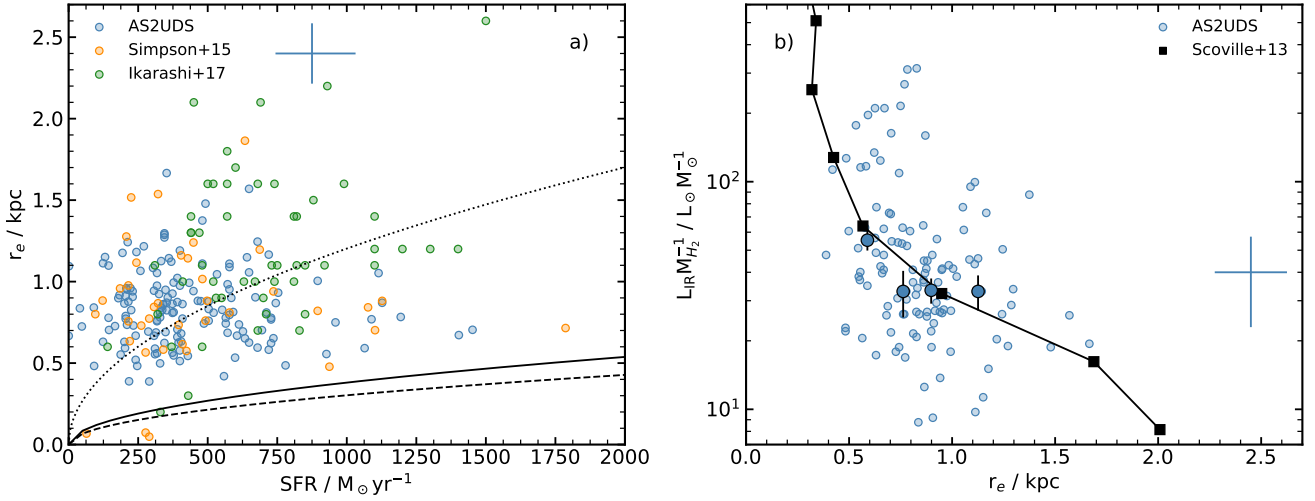 a)
AS2UDS
Simpson+15
Ikarashi+17
2.5
2.0
1.5
1.0
0.5
0.0
r_e / kpc
0 250 500 750 1000 1250 1500 1750 2000
SFR / M_⊙yr^−1
b)
AS2UDS
Scoville+13
10^2
10^1
L_IR M_H_2^−1 / L_⊙ M_⊙^−1
0.0 0.5 1.0 1.5 2.0 2.5
r_e / kpc